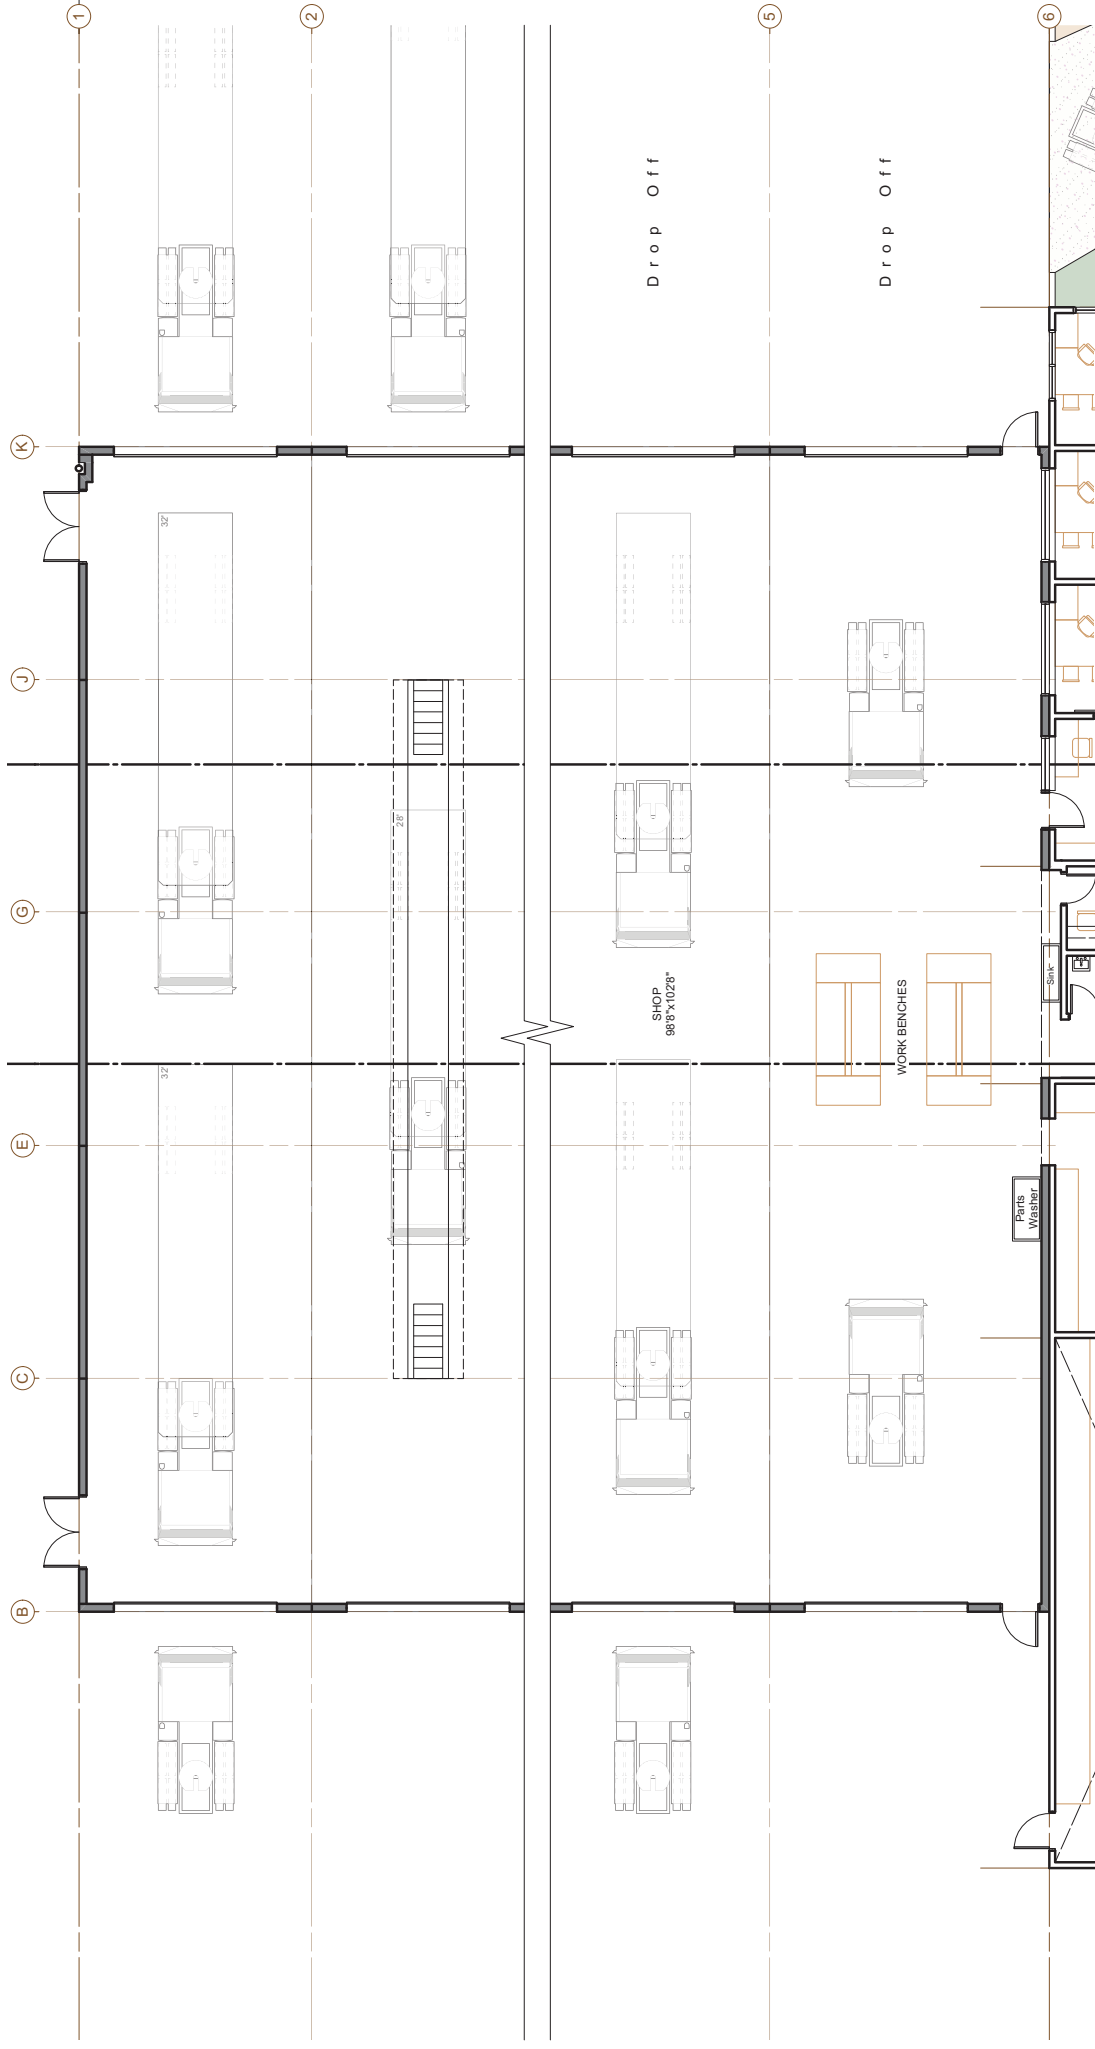 1
2
5
6
K
J
G
E
C
B
Drop Off
Drop Off
32'
28'
32'
SHOP
98'8"x102'8"
WORK BENCHES
Sink
Parts
Washer